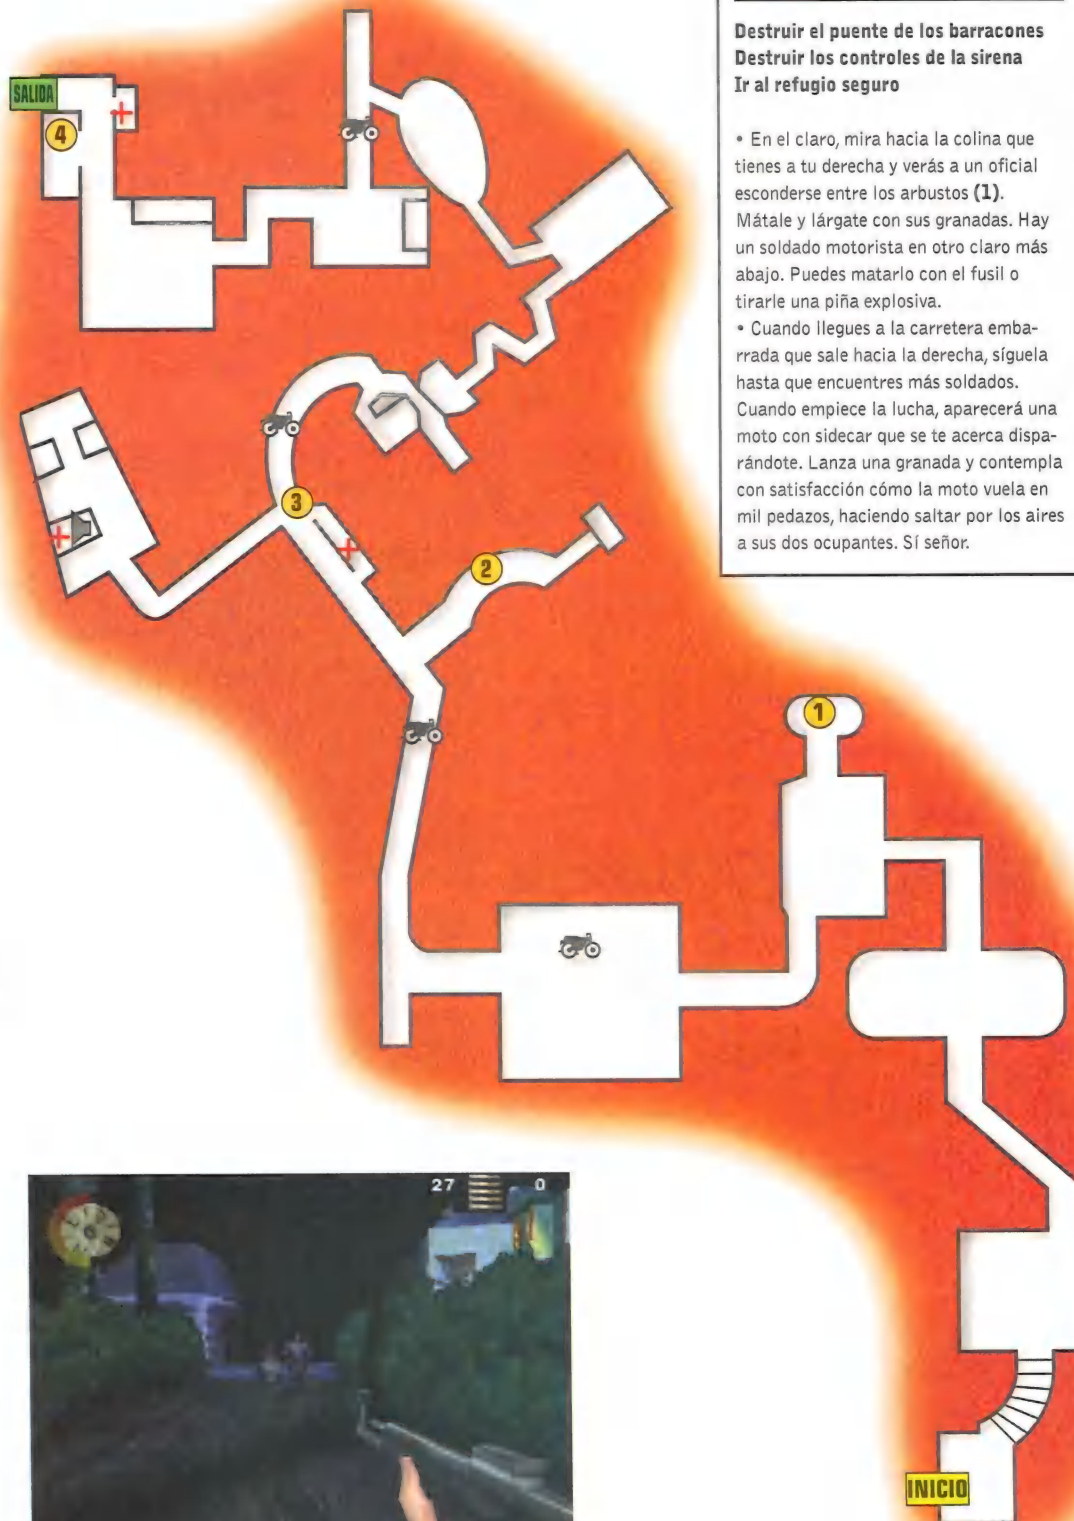 Destruir el puente de los barracones
Destruir los controles de la sirena
Ir al refugio seguro
• En el claro, mira hacia la colina que
tienes a tu derecha y verás a un oficial
esconderse entre los arbustos (1).
Mátale y lárgate con sus granadas. Hay
un soldado motorista en otro claro más
abajo. Puedes matarlo con el fusil o
tirarle una piña explosiva.
• Cuando llegues a la carretera emba-
rrada que sale hacia la derecha, síguela
hasta que encuentres más soldados.
Cuando empiece la lucha, aparecerá una
moto con sidecar que se te acerca dispa-
rándote. Lanza una granada y contempla
con satisfacción cómo la moto vuela en
mil pedazos, haciendo saltar por los aires
a sus dos ocupantes. Sí señor.
SALIDA
4
3
2
1
27 0
INICIO